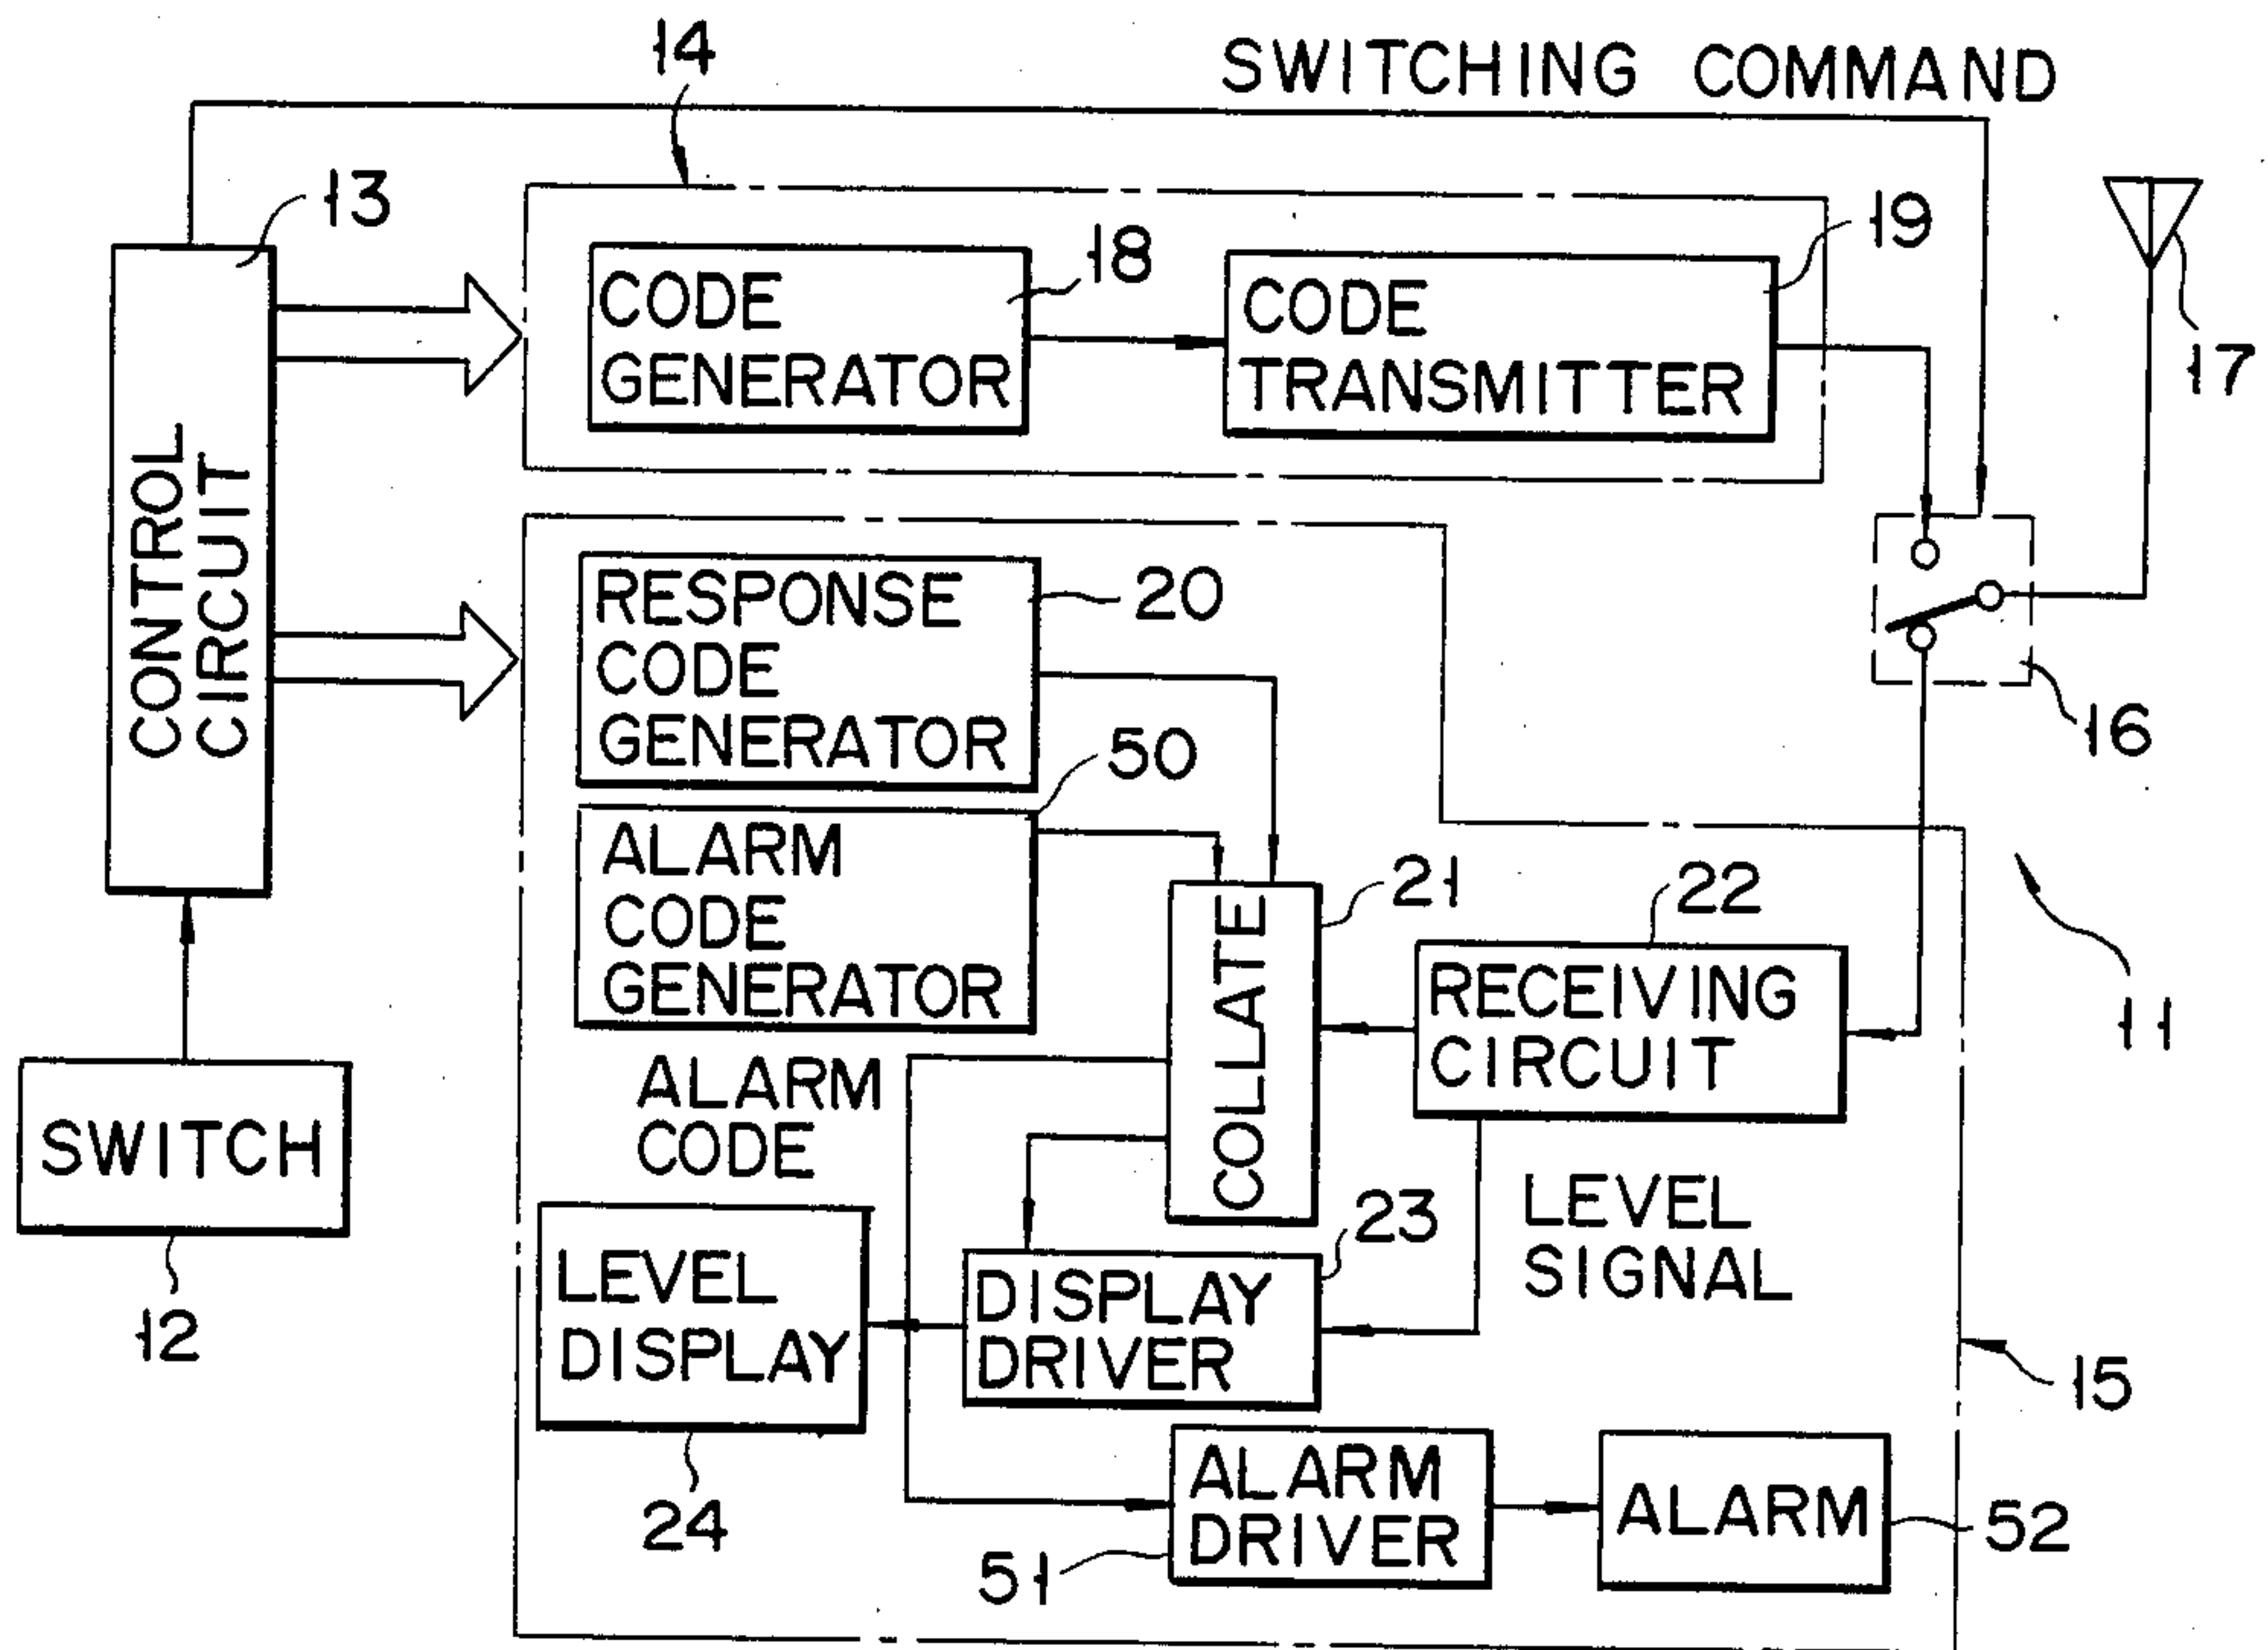 14
SWITCHING COMMAND
13
17
CONTROL
CIRCUIT
18
CODE
GENERATOR
19
CODE
TRANSMITTER
16
RESPONSE
CODE
GENERATOR
20
50
ALARM
CODE
GENERATOR
21
COLLATE
22
RECEIVING
CIRCUIT
11
SWITCH
12
ALARM
CODE
LEVEL
SIGNAL
23
LEVEL
DISPLAY
24
DISPLAY
DRIVER
15
ALARM
DRIVER
51
ALARM
52